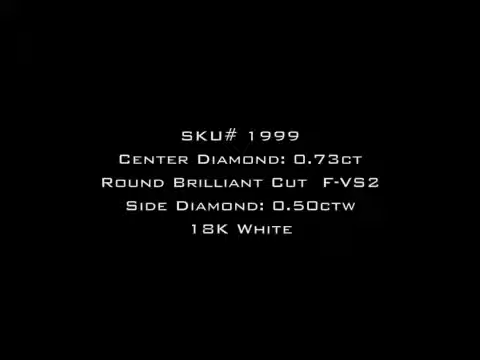 SKU# 1999
CENTER DIAMOND: 0.73CT
ROUND BRILLIANT CUT F-VS2
SIDE DIAMOND: 0.50CTW
18K WHITE